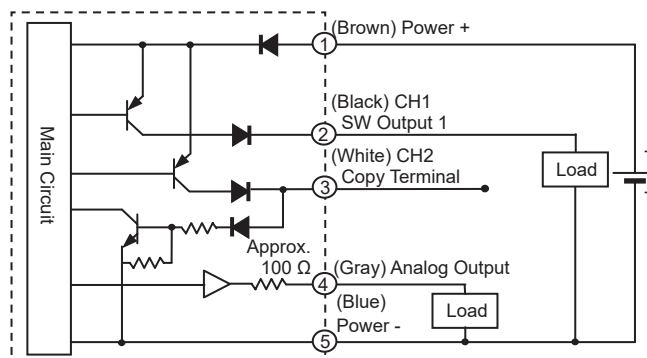 (Brown) Power +
1
(Black) CH1
SW Output 1
2
(White) CH2
Copy Terminal
3
Main Circuit
Load
Approx.
100 Ω
(Gray) Analog Output
4
(Blue)
Load
Power -
5